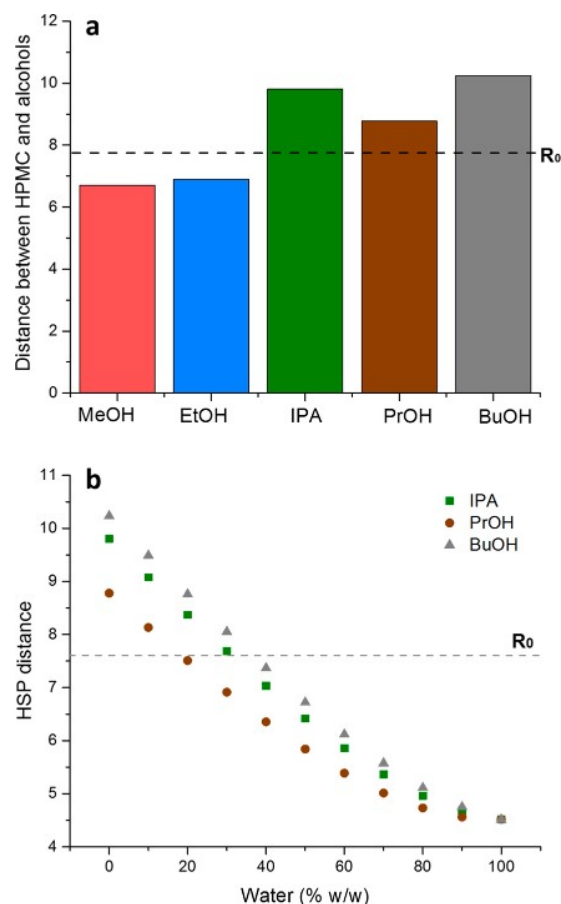 a
Distance between HPMC and alcohols
12
10
8
6
4
2
0
R₀
MeOH
EtOH
IPA
PrOH
BuOH
b
HSP distance
11
10
9
8
7
6
5
4
IPA
PrOH
BuOH
R₀
0
20
40
60
80
100
Water (% w/w)